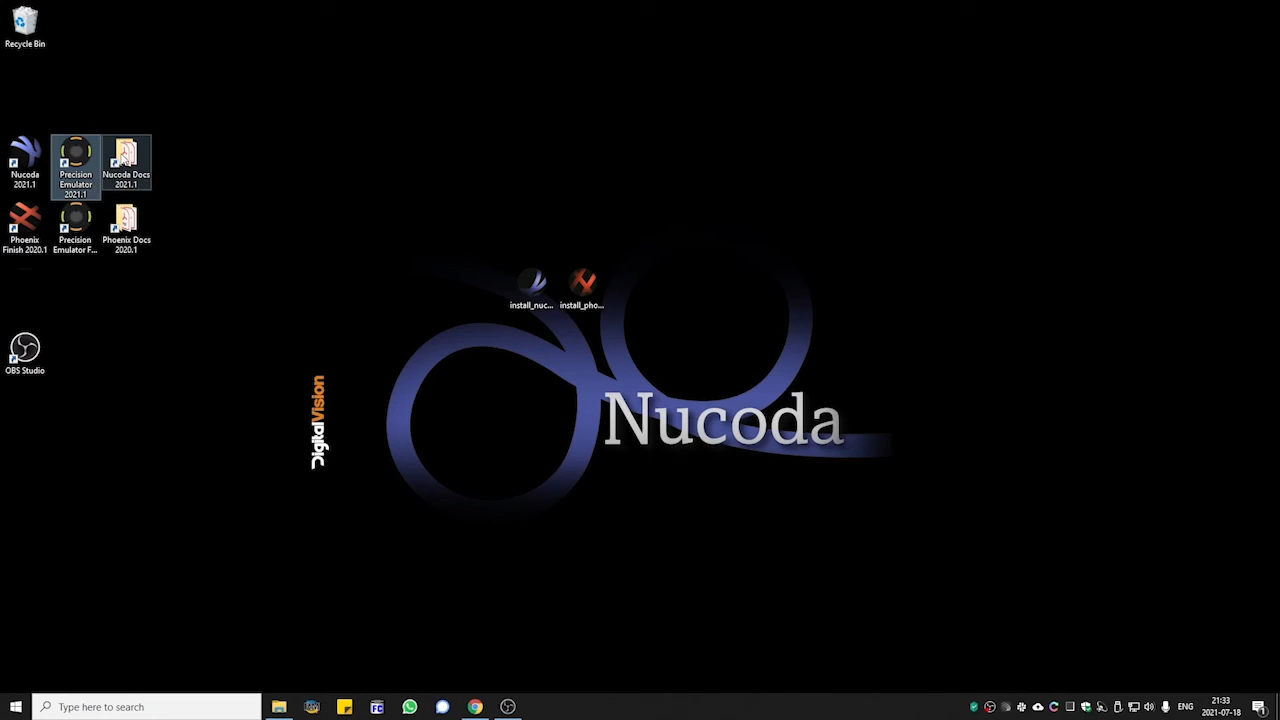 Recycle Bin
Nucoda
2021.1
Precision
Emulator
2021.1
Nucoda Docs
2021.1
Phoenix
Finish 2020.1
Precision
Emulator F...
Phoenix Docs
2020.1
install_nuc...
install_pho...
OBS Studio
DigitalVision
Nucoda
Type here to search
FC
ENG
21:33
2021-07-18
1